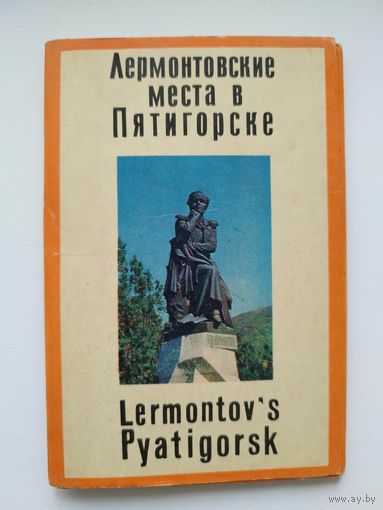 Лермонтовские
места в
Пятигорске
Lermontov's
Pyatigorsk
www.ay.by